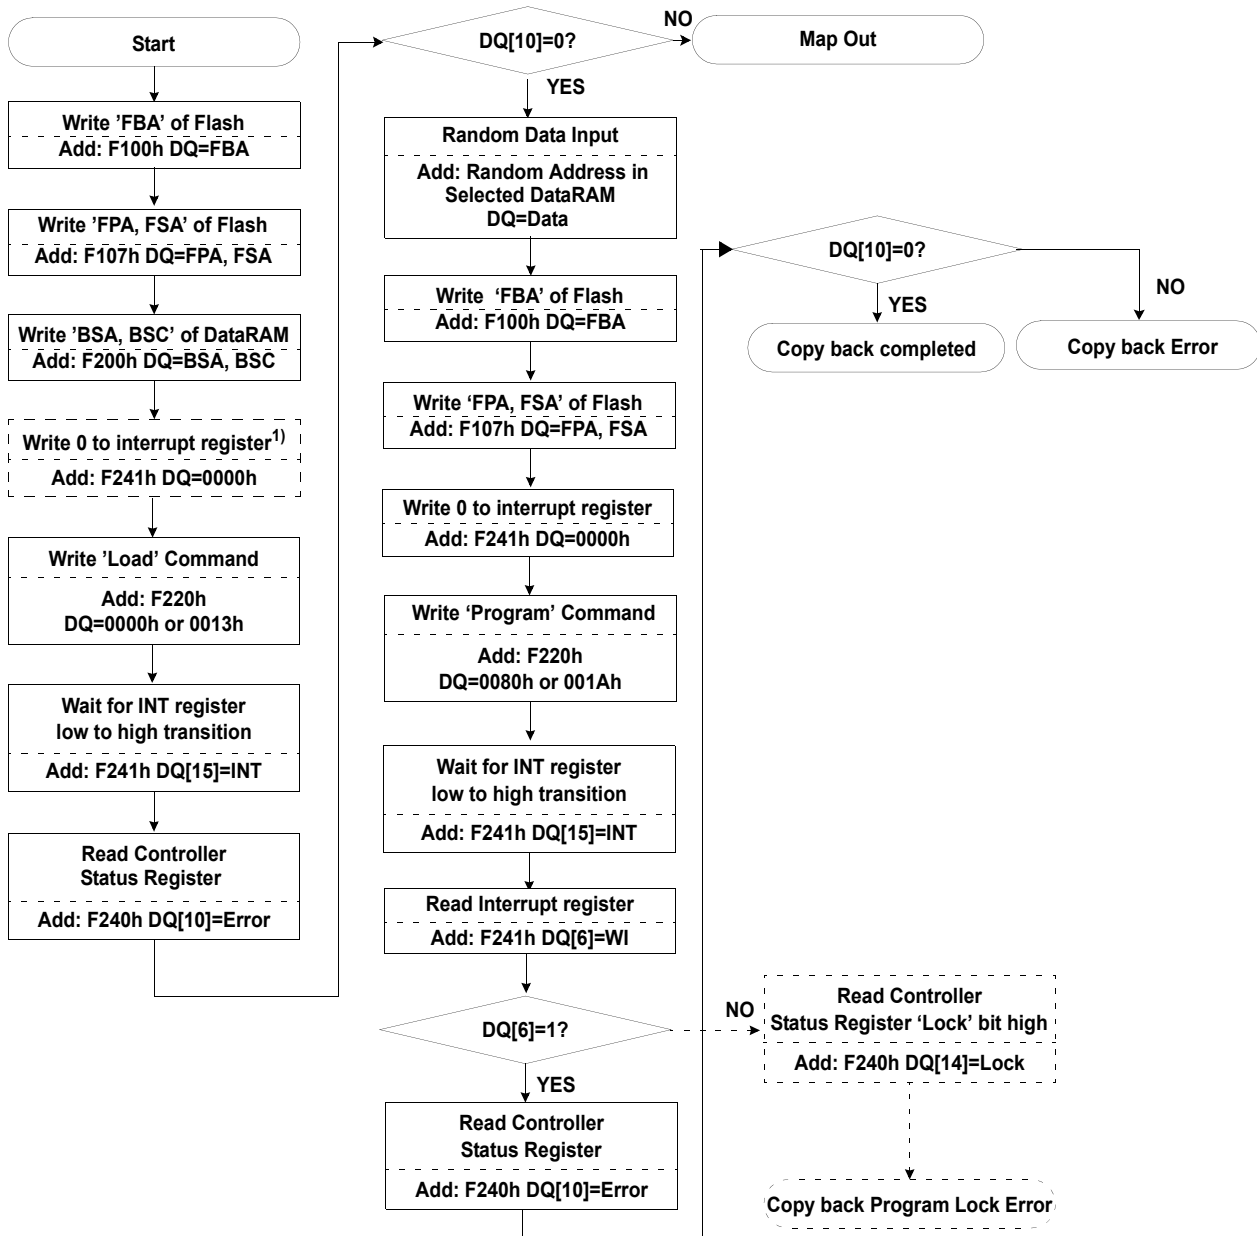 Start
Write 'FBA' of Flash
Add: F100h DQ=FBA
Write 'FPA, FSA' of Flash
Add: F107h DQ=FPA, FSA
Write 'BSA, BSC' of DataRAM
Add: F200h DQ=BSA, BSC
Write 0 to interrupt register1)
Add: F241h DQ=0000h
Write 'Load' Command
Add: F220h
DQ=0000h or 0013h
Wait for INT register
low to high transition
Add: F241h DQ[15]=INT
Read Controller
Status Register
Add: F240h DQ[10]=Error
DQ[10]=0?
NO
Map Out
YES
Random Data Input
Add: Random Address in
Selected DataRAM
DQ=Data
Write ‘FBA’ of Flash
Add: F100h DQ=FBA
Write ‘FPA, FSA’ of Flash
Add: F107h DQ=FPA, FSA
Write 0 to interrupt register
Add: F241h DQ=0000h
Write ‘Program’ Command
Add: F220h
DQ=0080h or 001Ah
Wait for INT register
low to high transition
Add: F241h DQ[15]=INT
Read Interrupt register
Add: F241h DQ[6]=WI
DQ[6]=1?
NO
YES
Read Controller
Status Register
Add: F240h DQ[10]=Error
Read Controller
Status Register ‘Lock’ bit high
Add: F240h DQ[14]=Lock
Copy back Program Lock Error
DQ[10]=0?
YES
NO
Copy back completed
Copy back Error